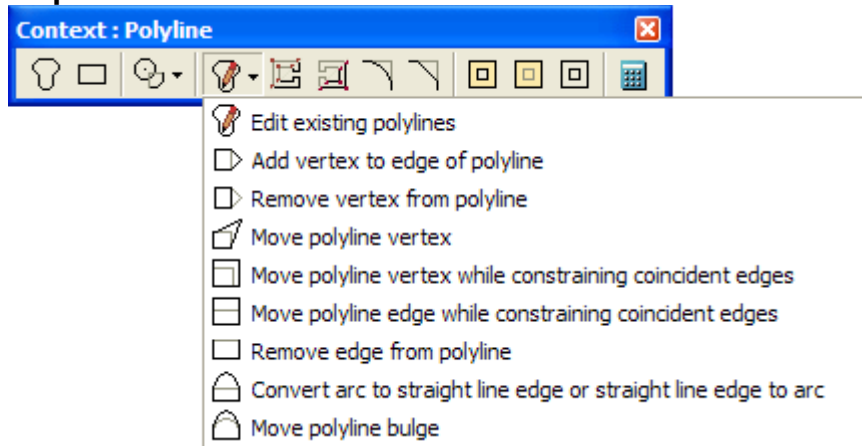 Context : Polyline
Edit existing polylines
Add vertex to edge of polyline
Remove vertex from polyline
Move polyline vertex
Move polyline vertex while constraining coincident edges
Move polyline edge while constraining coincident edges
Remove edge from polyline
Convert arc to straight line edge or straight line edge to arc
Move polyline bulge